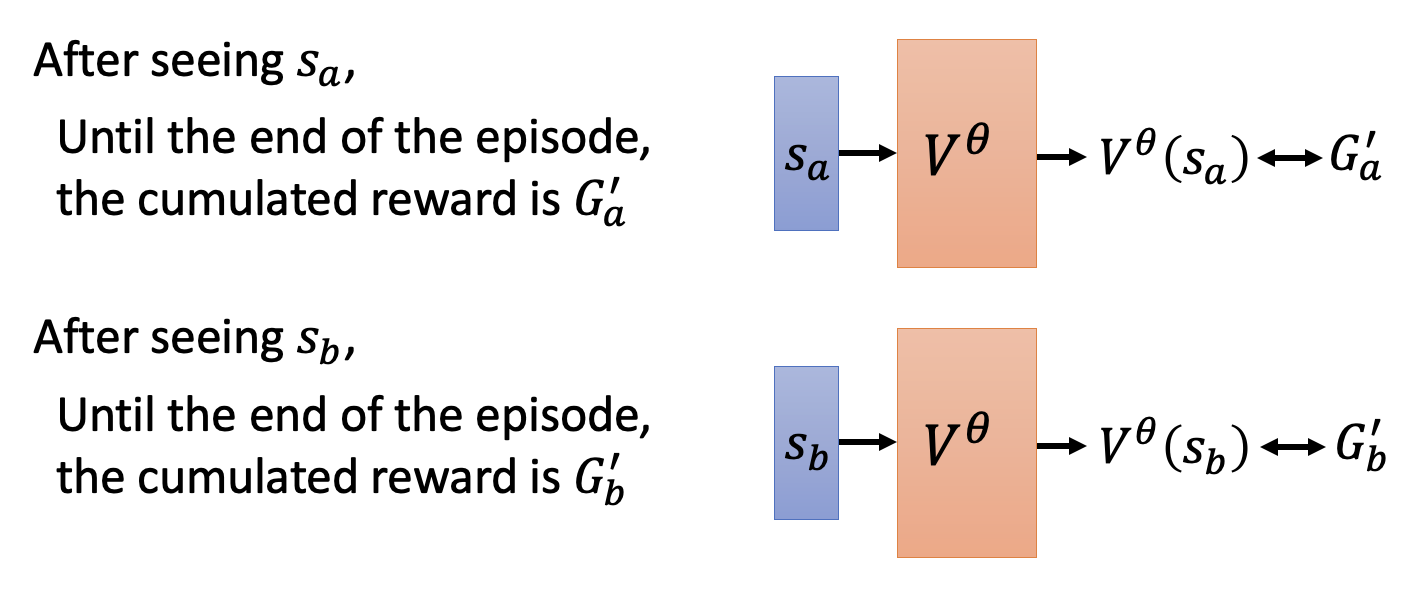 After seeing $s_a$,
Until the end of the episode,
the cumulated reward is $G'_a$
$s_a$
$V^\theta$
$V^\theta(s_a)$ ↔ $G'_a$
After seeing $s_b$,
Until the end of the episode,
the cumulated reward is $G'_b$
$s_b$
$V^\theta$
$V^\theta(s_b)$ ↔ $G'_b$